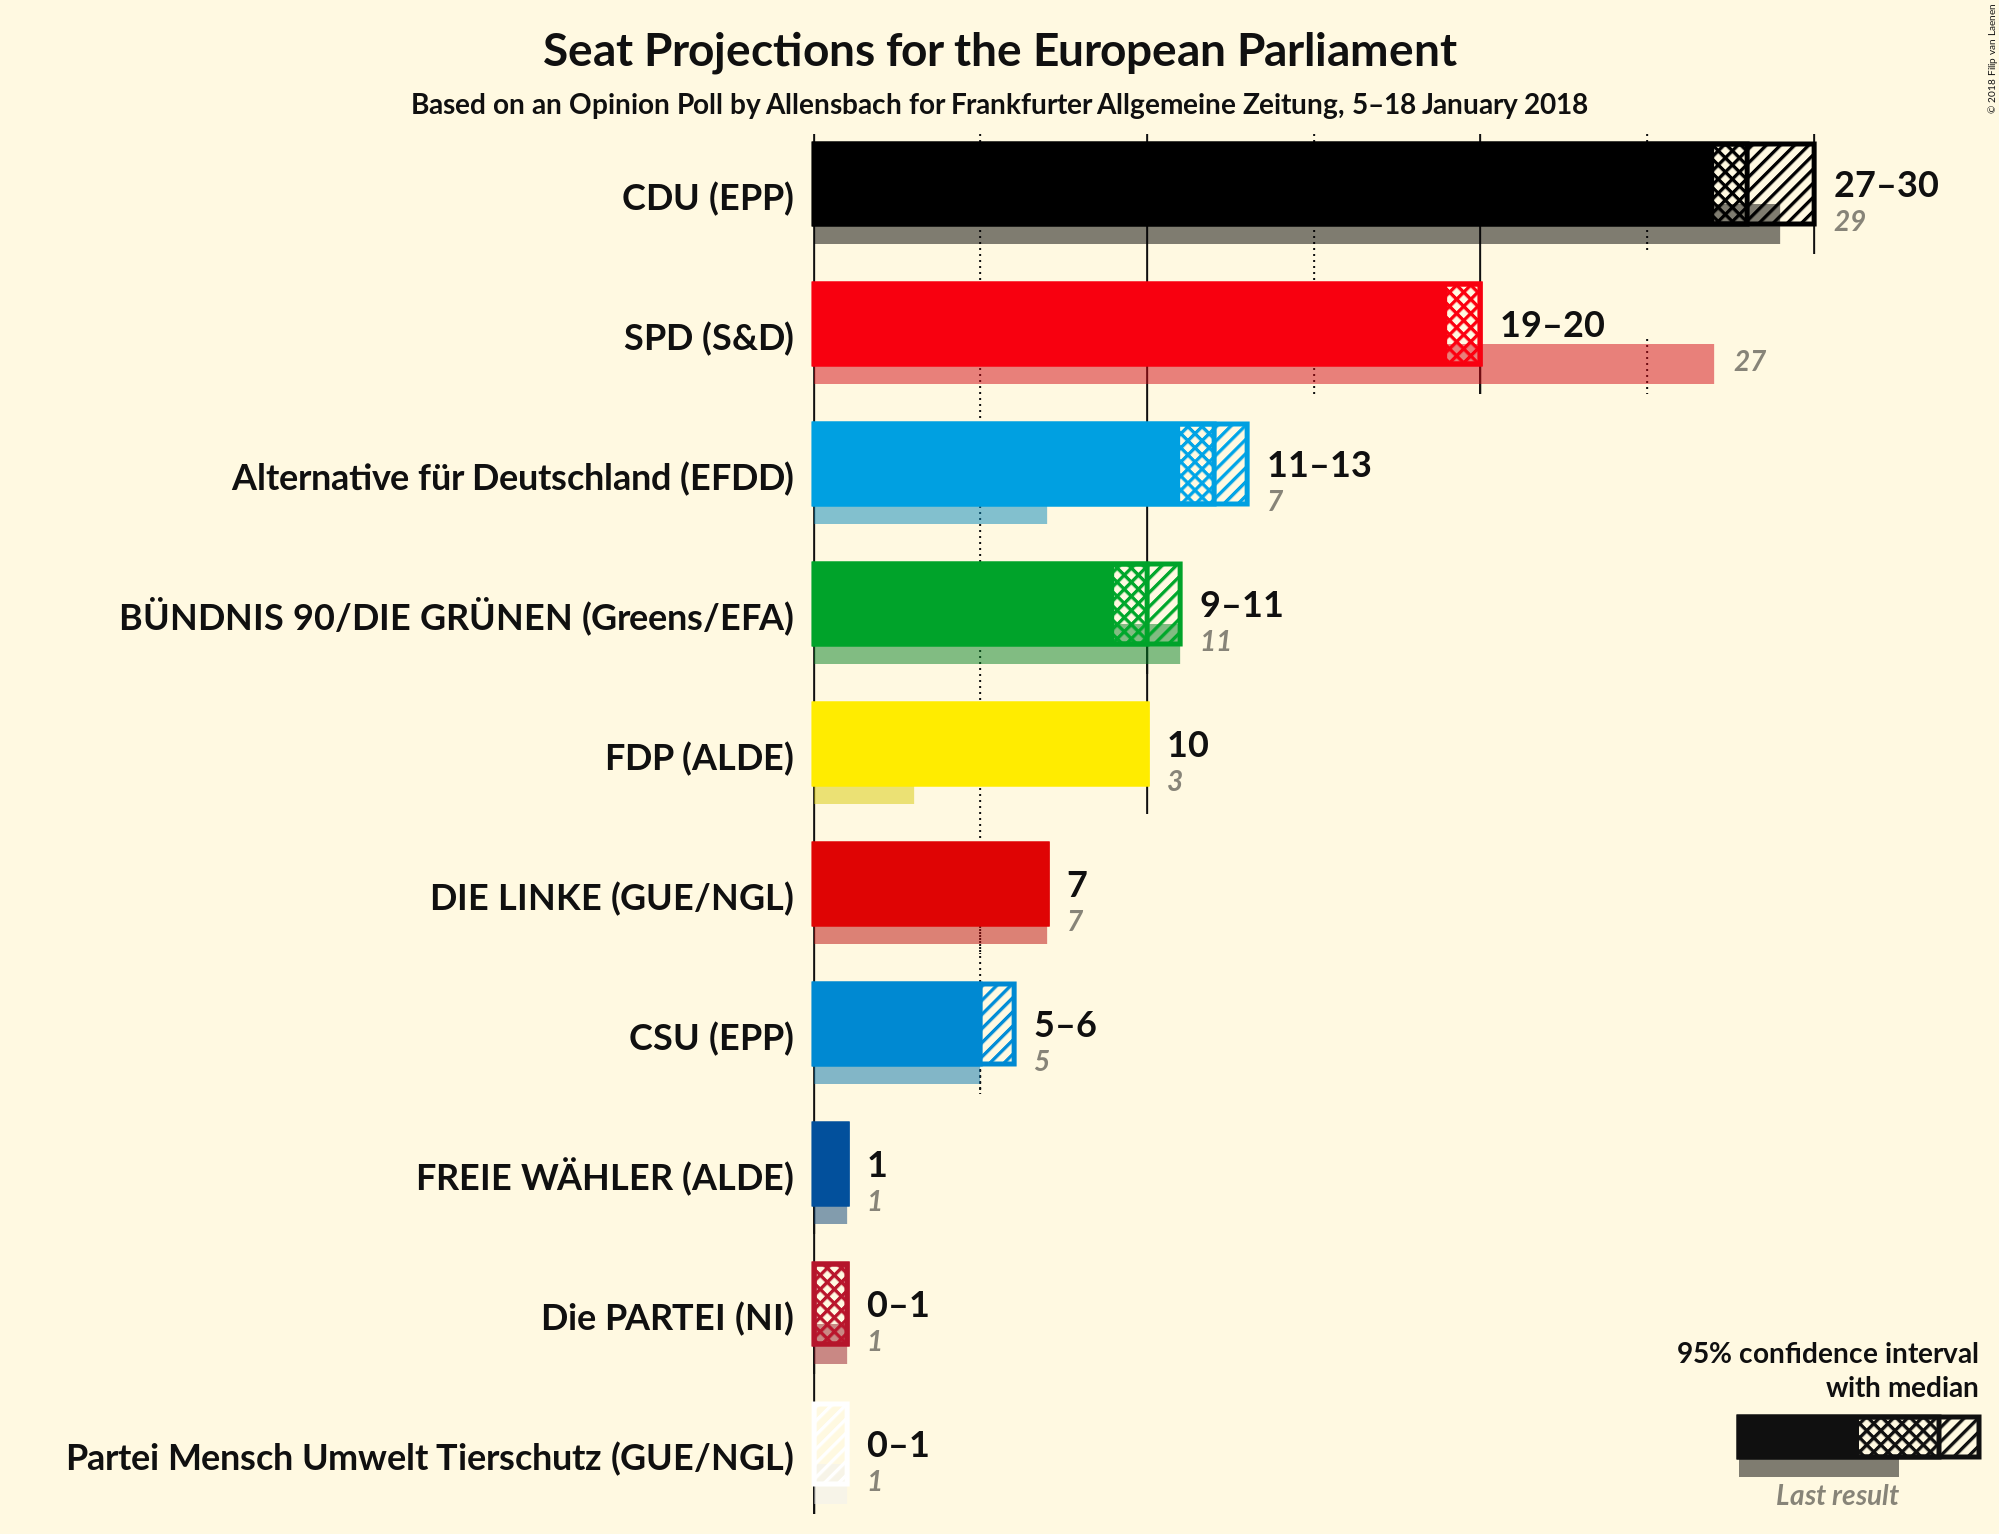 Seat Projections for the European Parliament
Based on an Opinion Poll by Allensbach for Frankfurter Allgemeine Zeitung, 5–18 January 2018
© 2018 Filip van Laenen
CDU (EPP)
27–30
29
SPD (S&D)
19–20
27
Alternative für Deutschland (EFDD)
11–13
7
BÜNDNIS 90/DIE GRÜNEN (Greens/EFA)
9–11
11
FDP (ALDE)
10
3
DIE LINKE (GUE/NGL)
7
7
CSU (EPP)
5–6
5
FREIE WÄHLER (ALDE)
1
1
Die PARTEI (NI)
0–1
1
Partei Mensch Umwelt Tierschutz (GUE/NGL)
0–1
1
95% confidence interval
with median
Last result